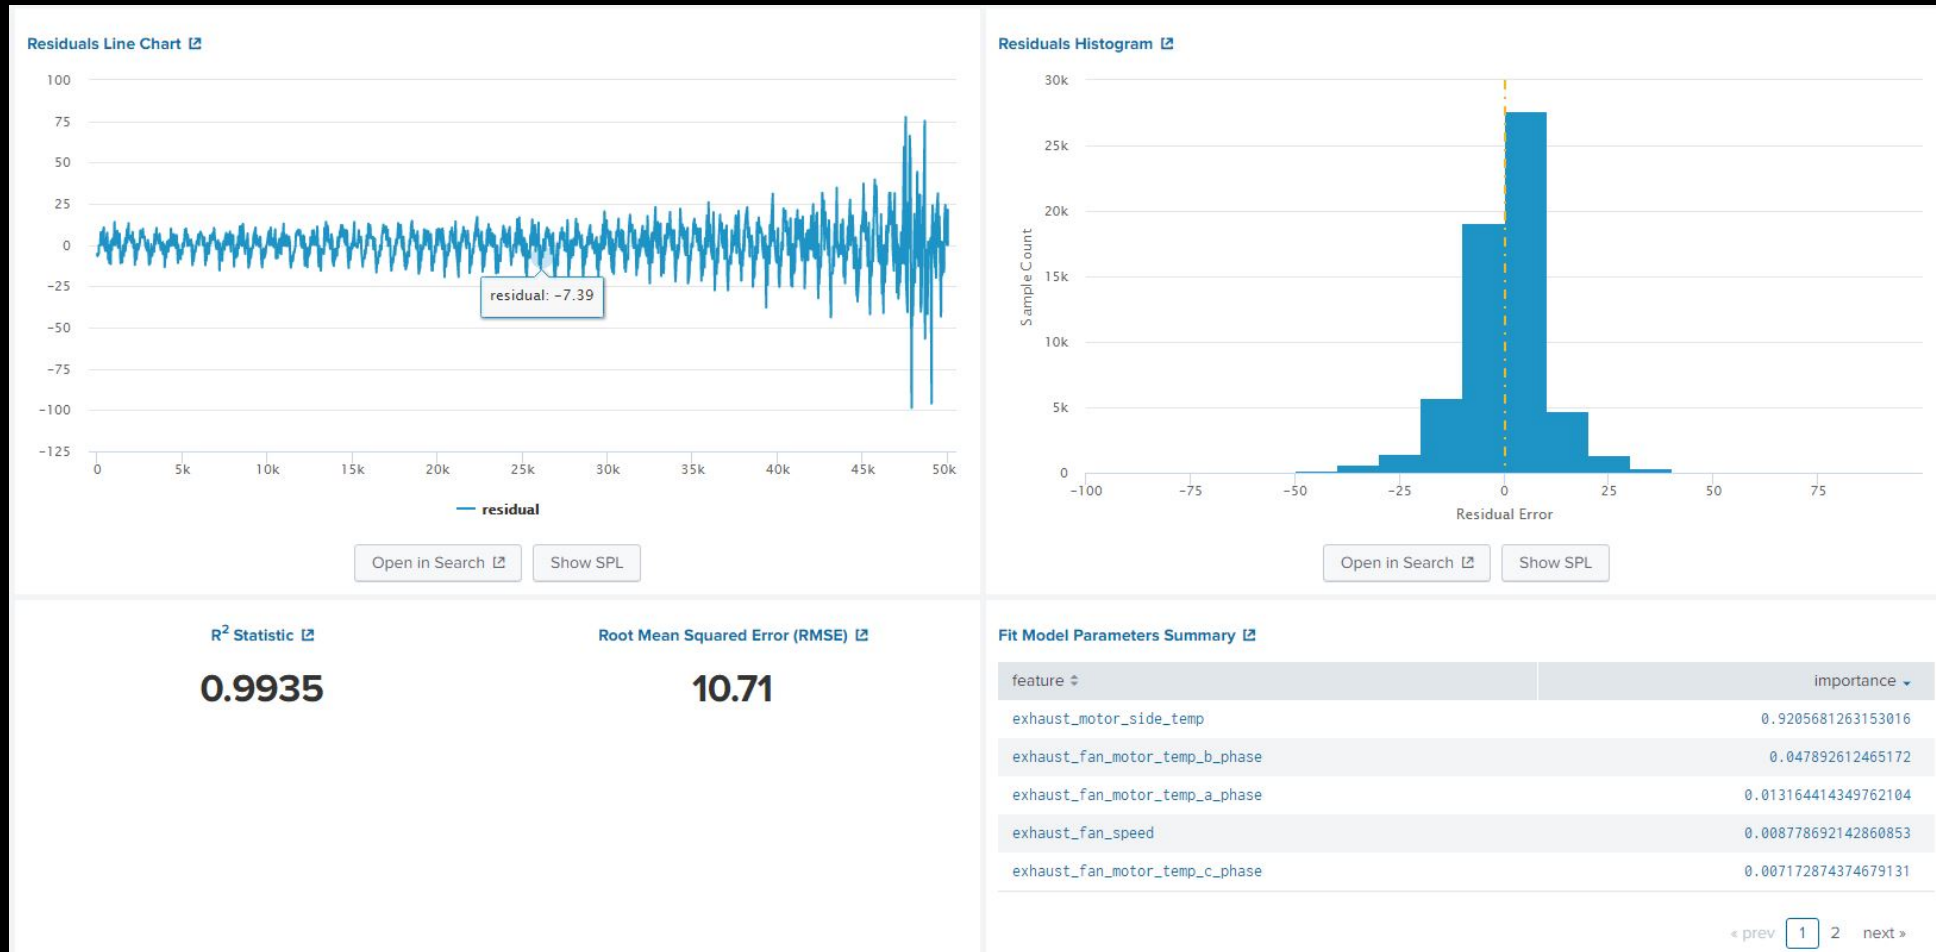 Residuals Line Chart
100
75
50
25
0
−25
−50
−75
−100
−125
residual: −7.39
0 5k 10k 15k 20k 25k 30k 35k 40k 45k 50k
residual
Open in Search Show SPL
Residuals Histogram
30k
25k
20k
15k
10k
5k
0
Sample Count
−100 −75 −50 −25 0 25 50 75
Residual Error
Open in Search Show SPL
R² Statistic
0.9935
Root Mean Squared Error (RMSE)
10.71
Fit Model Parameters Summary
feature importance
exhaust_motor_side_temp 0.9205681263153016
exhaust_fan_motor_temp_b_phase 0.047892612465172
exhaust_fan_motor_temp_a_phase 0.013164414349762104
exhaust_fan_speed 0.008778692142860853
exhaust_fan_motor_temp_c_phase 0.007172874374679131
« prev 1 2 next »